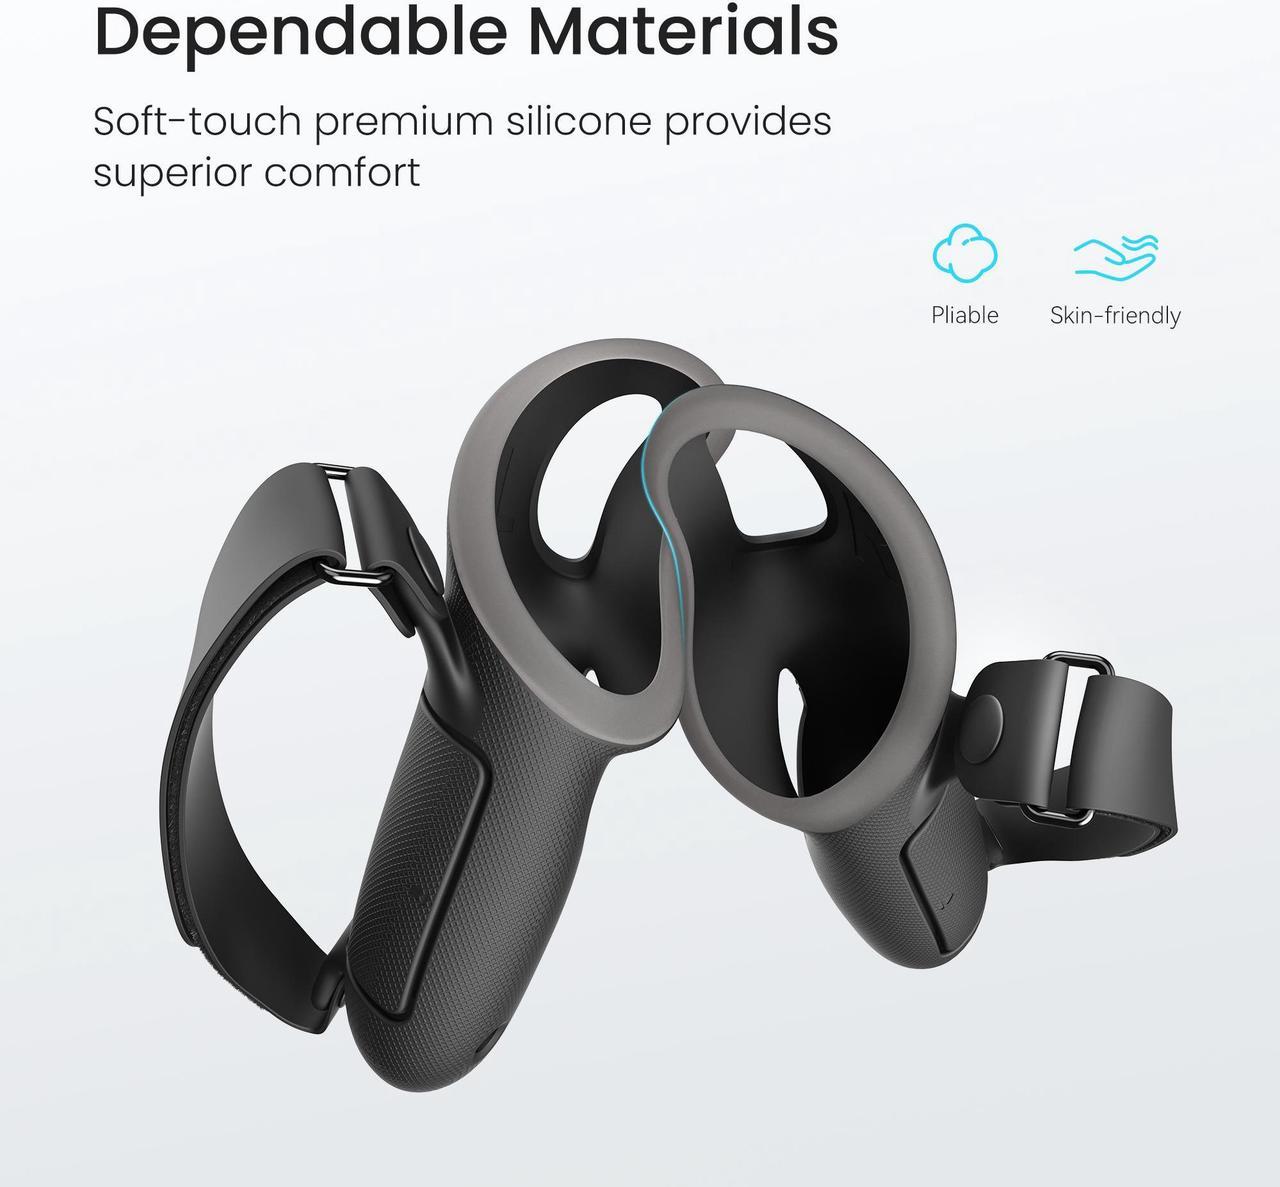 Dependable Materials
Soft-touch premium silicone provides
superior comfort
Pliable
Skin-friendly